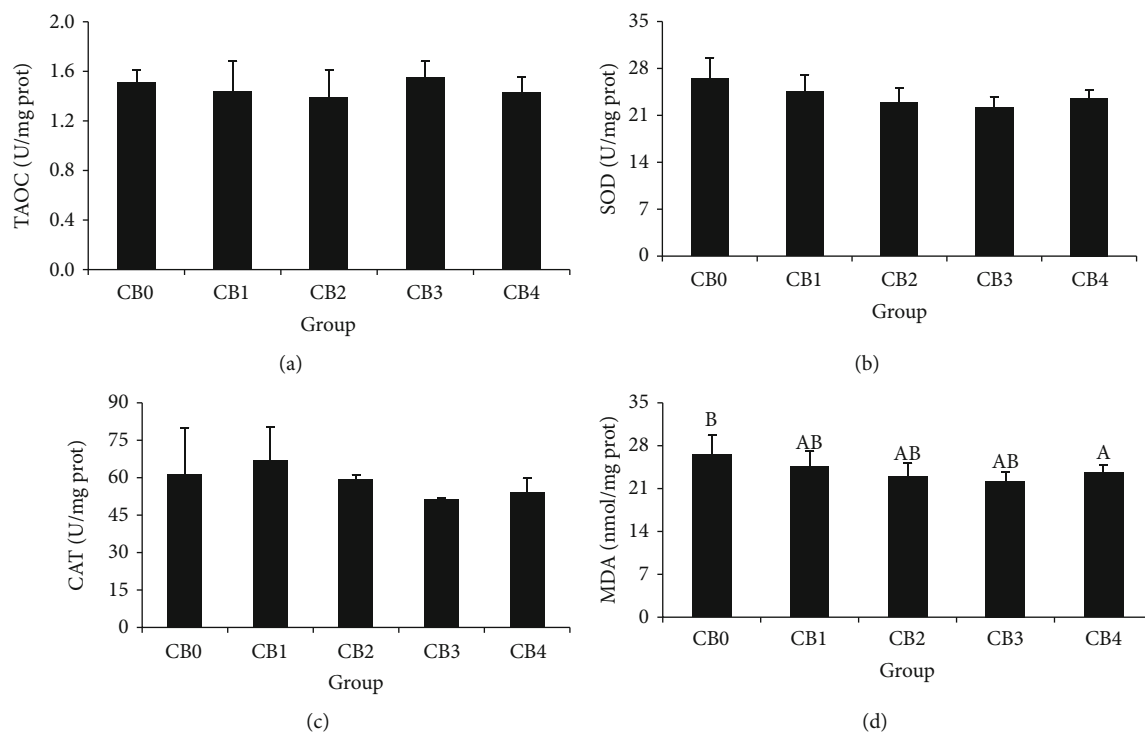 TAOC (U/mg prot)
2.0
1.6
1.2
0.8
0.4
0.0
CB0 CB1 CB2 CB3 CB4
Group
(a)
SOD (U/mg prot)
35
28
21
14
7
0
CB0 CB1 CB2 CB3 CB4
Group
(b)
CAT (U/mg prot)
90
75
60
45
30
15
0
CB0 CB1 CB2 CB3 CB4
Group
(c)
MDA (nmol/mg prot)
35
28
21
14
7
0
B AB AB AB A
CB0 CB1 CB2 CB3 CB4
Group
(d)